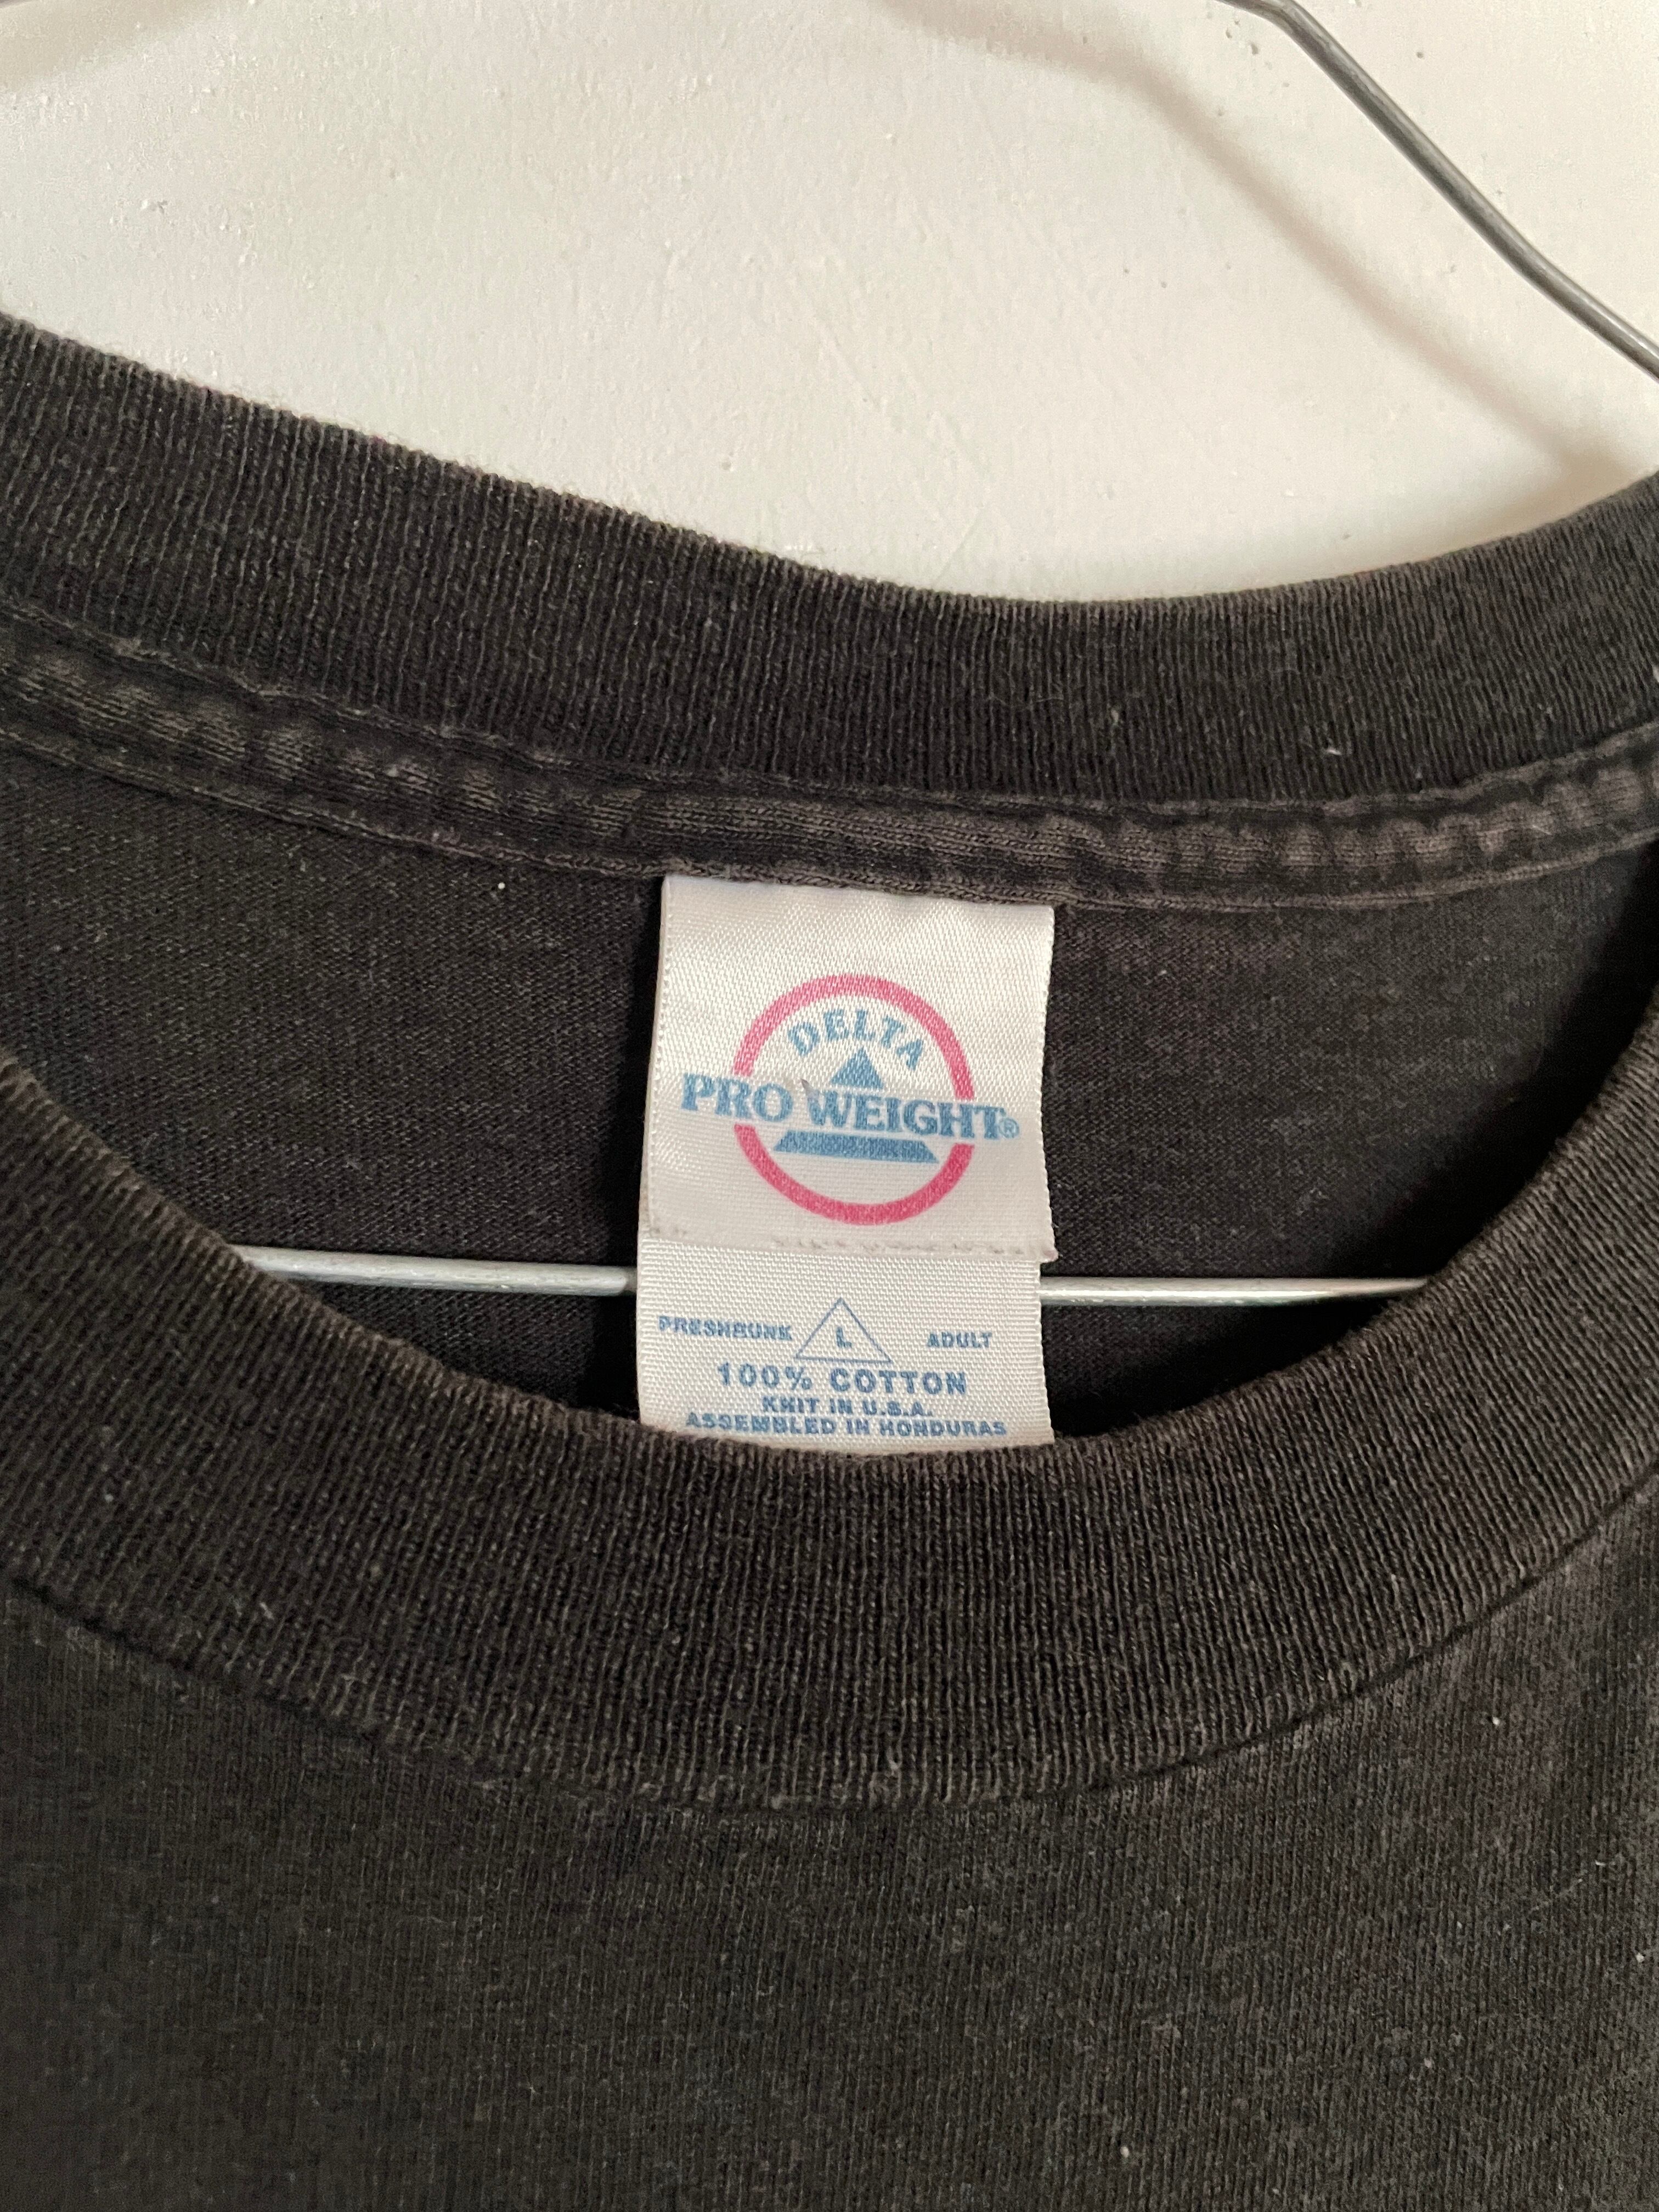 DELTA
PRO WEIGHT®
PRESHRUNK L ADULT
100% COTTON
KNIT IN U.S.A.
ASSEMBLED IN HONDURAS